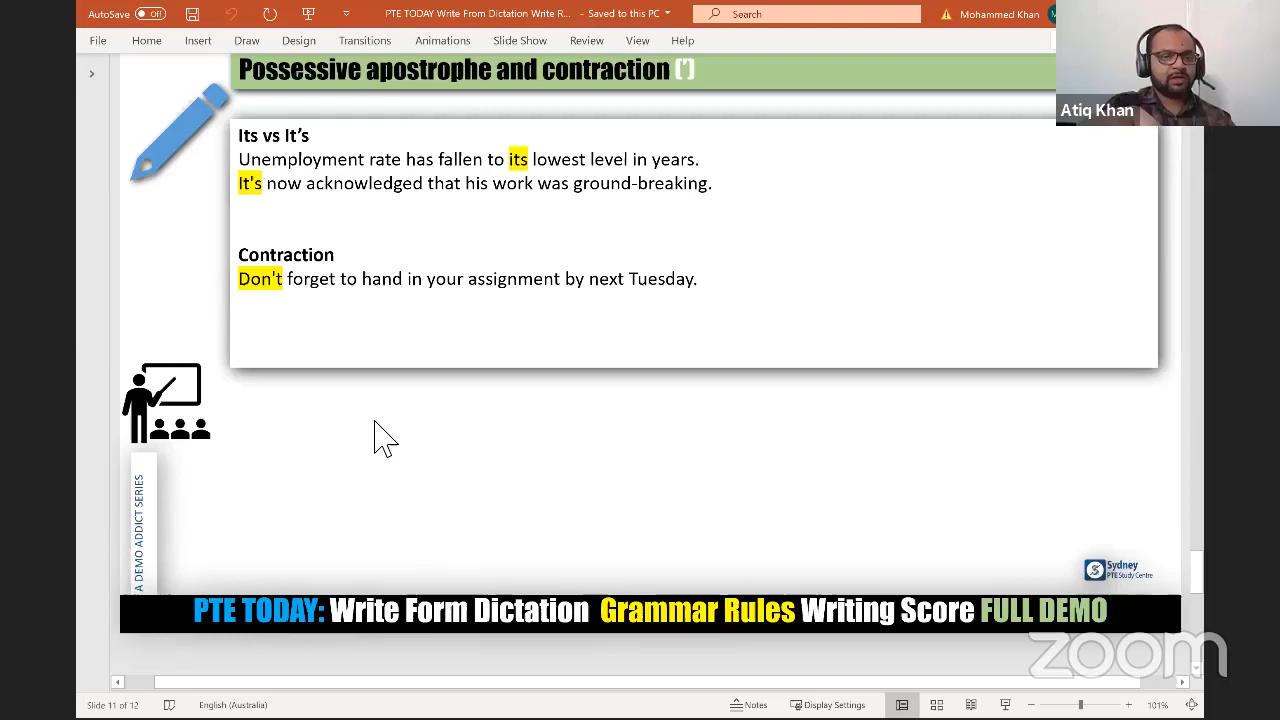 AutoSave Off PTE TODAY Write From Dictation Write R... - Saved to this PC Search Mohammed Khan
File Home Insert Draw Design Transitions Animations Slide Show Review View Help
Atiq Khan
Possessive apostrophe and contraction (')
Its vs It’s
Unemployment rate has fallen to its lowest level in years.
It's now acknowledged that his work was ground-breaking.
Contraction
Don't forget to hand in your assignment by next Tuesday.
A DEMO ADDICT SERIES
Sydney
PTE Study Centre
PTE TODAY: Write Form Dictation Grammar Rules Writing Score FULL DEMO
zoom
Slide 11 of 12 English (Australia) Notes Display Settings 101%